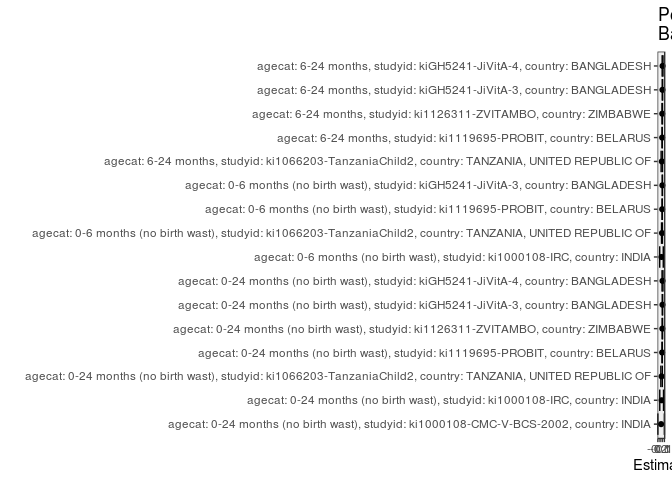 agecat: 6-24 months, studyid: kiGH5241-JiVitA-4, country: BANGLADESH
agecat: 6-24 months, studyid: kiGH5241-JiVitA-3, country: BANGLADESH
agecat: 6-24 months, studyid: ki1126311-ZVITAMBO, country: ZIMBABWE
agecat: 6-24 months, studyid: ki1119695-PROBIT, country: BELARUS
agecat: 6-24 months, studyid: ki1066203-TanzaniaChild2, country: TANZANIA, UNITED REPUBLIC OF
agecat: 0-6 months (no birth wast), studyid: kiGH5241-JiVitA-3, country: BANGLADESH
agecat: 0-6 months (no birth wast), studyid: ki1119695-PROBIT, country: BELARUS
agecat: 0-6 months (no birth wast), studyid: ki1066203-TanzaniaChild2, country: TANZANIA, UNITED REPUBLIC OF
agecat: 0-6 months (no birth wast), studyid: ki1000108-IRC, country: INDIA
agecat: 0-24 months (no birth wast), studyid: kiGH5241-JiVitA-4, country: BANGLADESH
agecat: 0-24 months (no birth wast), studyid: kiGH5241-JiVitA-3, country: BANGLADESH
agecat: 0-24 months (no birth wast), studyid: ki1126311-ZVITAMBO, country: ZIMBABWE
agecat: 0-24 months (no birth wast), studyid: ki1119695-PROBIT, country: BELARUS
agecat: 0-24 months (no birth wast), studyid: ki1066203-TanzaniaChild2, country: TANZANIA, UNITED REPUBLIC OF
agecat: 0-24 months (no birth wast), studyid: ki1000108-IRC, country: INDIA
agecat: 0-24 months (no birth wast), studyid: ki1000108-CMC-V-BCS-2002, country: INDIA